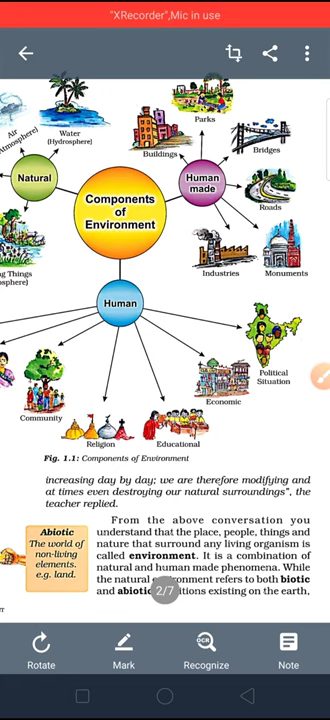 "XRecorder",Mic in use
Parks
Air
Atmosphere)
Water
(Hydrosphere)
Buildings
Bridges
Natural
Human
made
Components
of
Environment
Roads
g Things
sphere)
Industries
Monuments
Human
Political
Situation
Economic
Community
Religion
Educational
Fig. 1.1: Components of Environment
increasing day by day; we are therefore modifying and
at times even destroying our natural surroundings", the
teacher replied.
Abiotic
The world of
non-living
elements.
e.g. land.
From the above conversation you
understand that the place, people, things and
nature that surround any living organism is
called environment. It is a combination of
natural and human made phenomena. While
the natural environment refers to both biotic
and abiotic itions existing on the earth,
2/7
Rotate
Mark
OCR
Recognize
Note